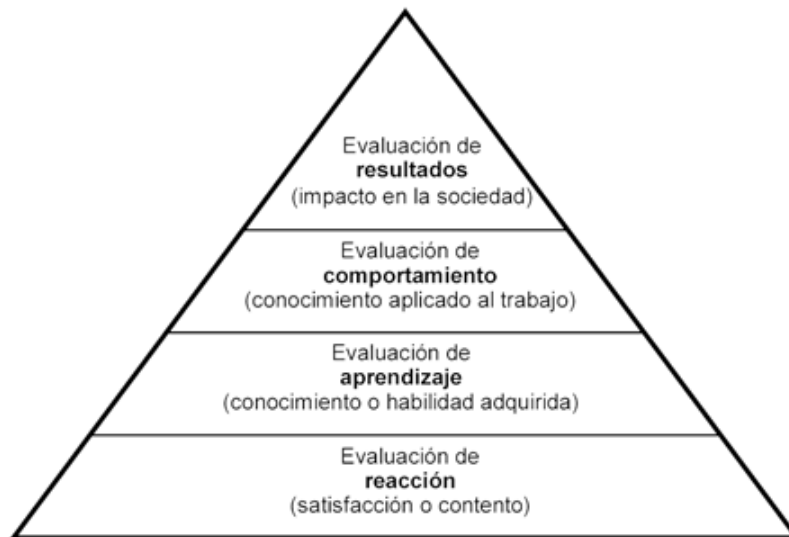 Evaluación de
resultados
(impacto en la sociedad)
Evaluación de
comportamiento
(conocimiento aplicado al trabajo)
Evaluación de
aprendizaje
(conocimiento o habilidad adquirida)
Evaluación de
reacción
(satisfacción o contento)